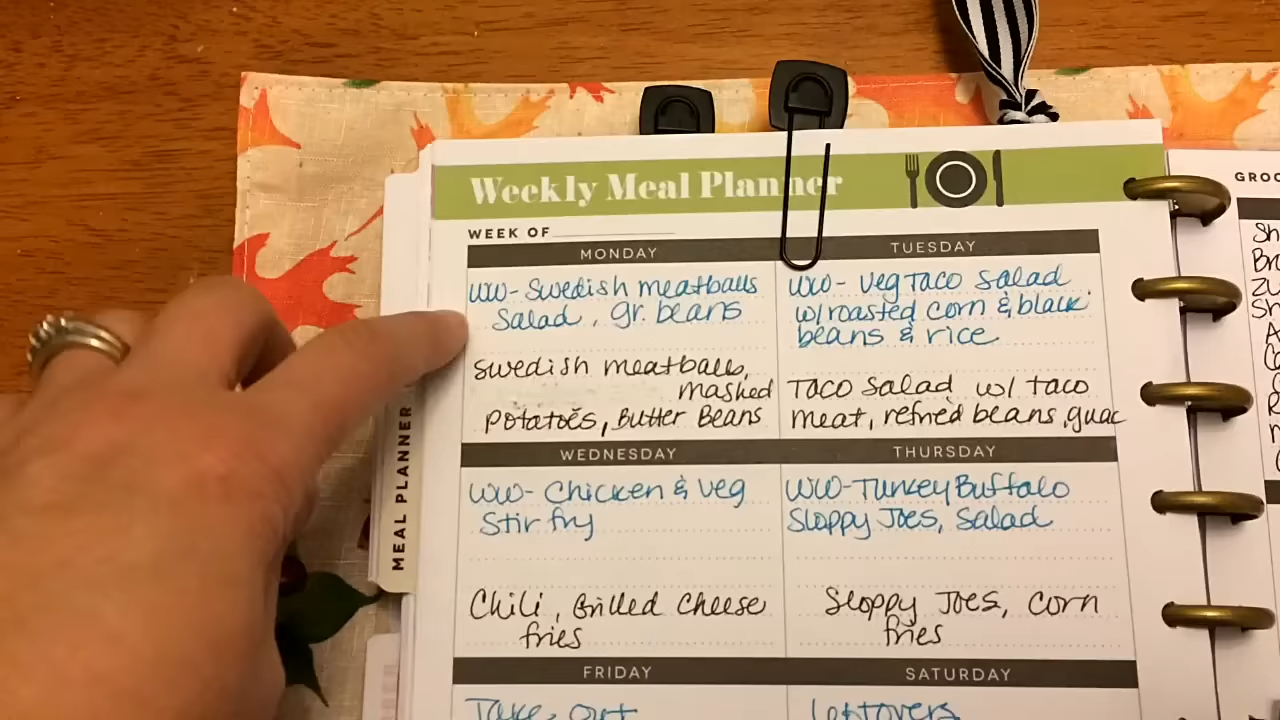 Weekly Meal Planner
WEEK OF
MONDAY
WW- Swedish meatballs
Salad, gr. beans
Swedish meatballs,
mashed
potatoes, Butter Beans
TUESDAY
WW- Veg Taco Salad
w/ roasted corn & black
beans & rice
Taco Salad w/ taco
meat, refried beans, guac
WEDNESDAY
WW- Chicken & Veg
Stir fry
Chili, Grilled Cheese
fries
THURSDAY
WW-Turkey Buffalo
Sloppy Joes, Salad
Sloppy Joes, corn
fries
FRIDAY
Take-out
SATURDAY
leftovers
MEAL PLANNER